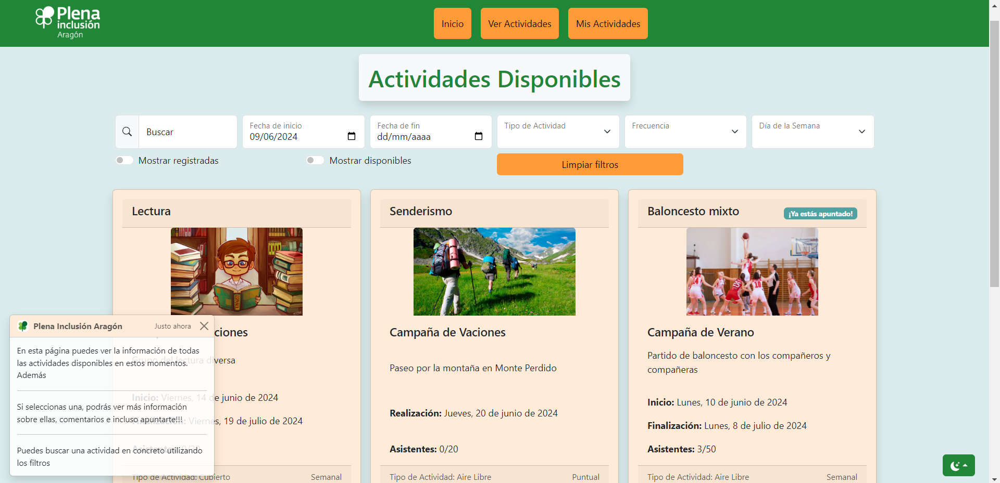 Plena
inclusión
Aragón
Inicio
Ver Actividades
Mis Actividades
Actividades Disponibles
Buscar
Fecha de inicio
09/06/2024
Fecha de fin
dd/mm/aaaa
Tipo de Actividad
Frecuencia
Día de la Semana
Mostrar registradas
Mostrar disponibles
Limpiar filtros
Lectura
ciones
Grupo del lectura diversa
Inicio: Viernes, 14 de junio de 2024
Finalización: Viernes, 19 de julio de 2024
Asistentes: 0/20
Tipo de Actividad: Cubierto
Semanal
Senderismo
Campaña de Vaciones
Paseo por la montaña en Monte Perdido
Realización: Jueves, 20 de junio de 2024
Asistentes: 0/20
Tipo de Actividad: Aire Libre
Puntual
Baloncesto mixto
¡Ya estás apuntado!
Campaña de Verano
Partido de baloncesto con los compañeros y
compañeras
Inicio: Lunes, 10 de junio de 2024
Finalización: Lunes, 8 de julio de 2024
Asistentes: 3/50
Tipo de Actividad: Aire Libre
Semanal
Plena Inclusión Aragón
Justo ahora
En esta página puedes ver la información de todas
las actividades disponibles en estos momentos.
Además
Si seleccionas una, podrás ver más información
sobre ellas, comentarios e incluso apuntarte!!!
Puedes buscar una actividad en concreto utilizando
los filtros